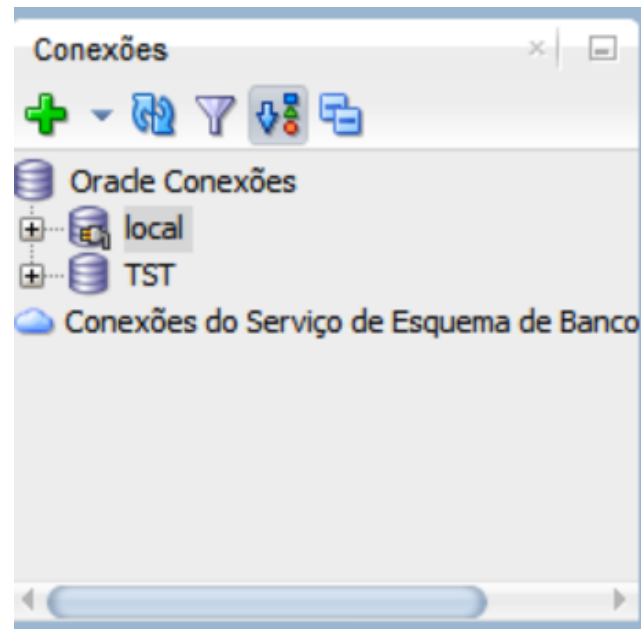 Conexões
Oracle Conexões
local
TST
Conexões do Serviço de Esquema de Banco